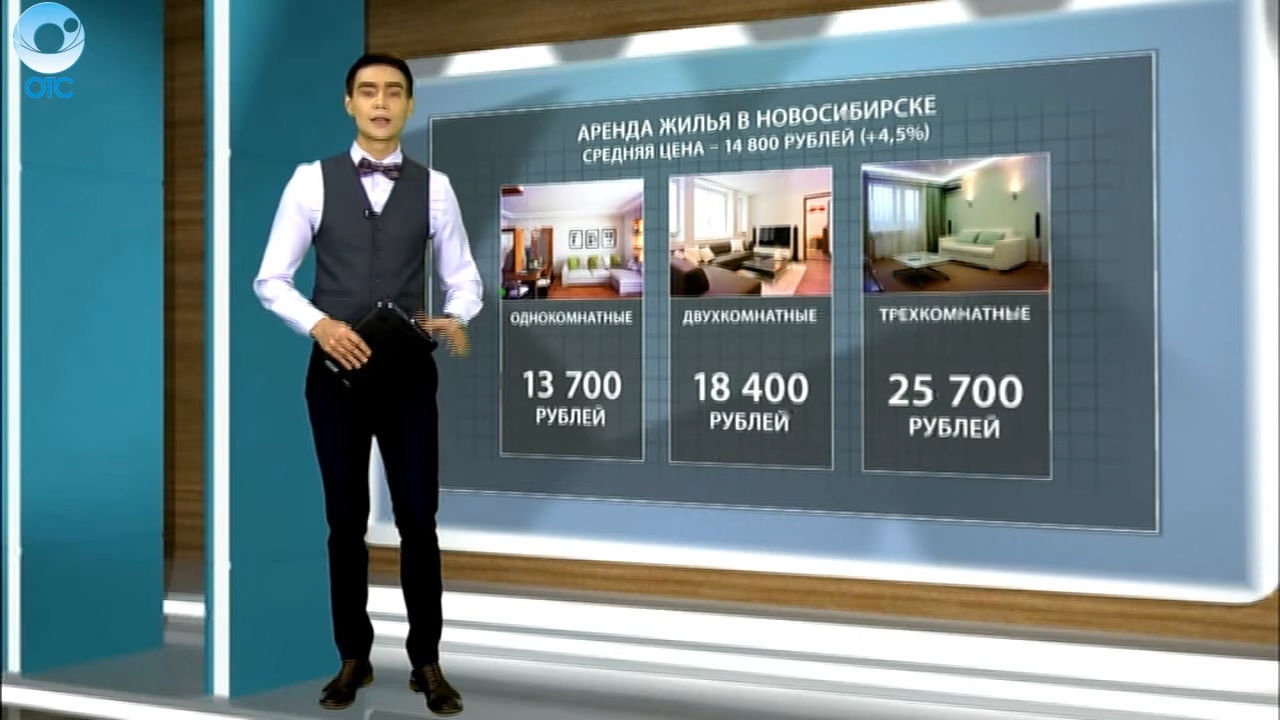 ОТС
АРЕНДА ЖИЛЬЯ В НОВОСИБИРСКЕ
СРЕДНЯЯ ЦЕНА – 14 800 РУБЛЕЙ (+4,5%)
ОДНОКОМНАТНЫЕ
13 700
РУБЛЕЙ
ДВУХКОМНАТНЫЕ
18 400
РУБЛЕЙ
ТРЕХКОМНАТНЫЕ
25 700
РУБЛЕЙ